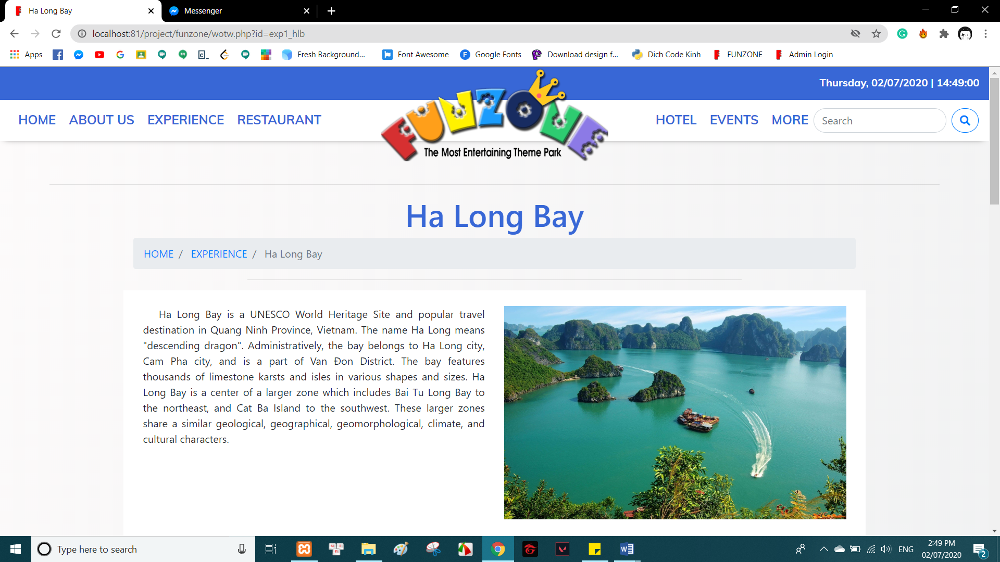 Ha Long Bay
Messenger
localhost:81/project/funzone/wotw.php?id=exp1_hlb
Apps
Fresh Background...
Font Awesome
Google Fonts
Download design f...
Dịch Code Kinh
FUNZONE
Admin Login
Thursday, 02/07/2020 | 14:49:00
HOME ABOUT US EXPERIENCE RESTAURANT
FUNZONE
The Most Entertaining Theme Park
HOTEL EVENTS MORE Search
Ha Long Bay
HOME / EXPERIENCE / Ha Long Bay
Ha Long Bay is a UNESCO World Heritage Site and popular travel
destination in Quang Ninh Province, Vietnam. The name Ha Long means
"descending dragon". Administratively, the bay belongs to Ha Long city,
Cam Pha city, and is a part of Van Đon District. The bay features
thousands of limestone karsts and isles in various shapes and sizes. Ha
Long Bay is a center of a larger zone which includes Bai Tu Long Bay to
the northeast, and Cat Ba Island to the southwest. These larger zones
share a similar geological, geographical, geomorphological, climate, and
cultural characters.
Type here to search
ENG
2:49 PM
02/07/2020
2